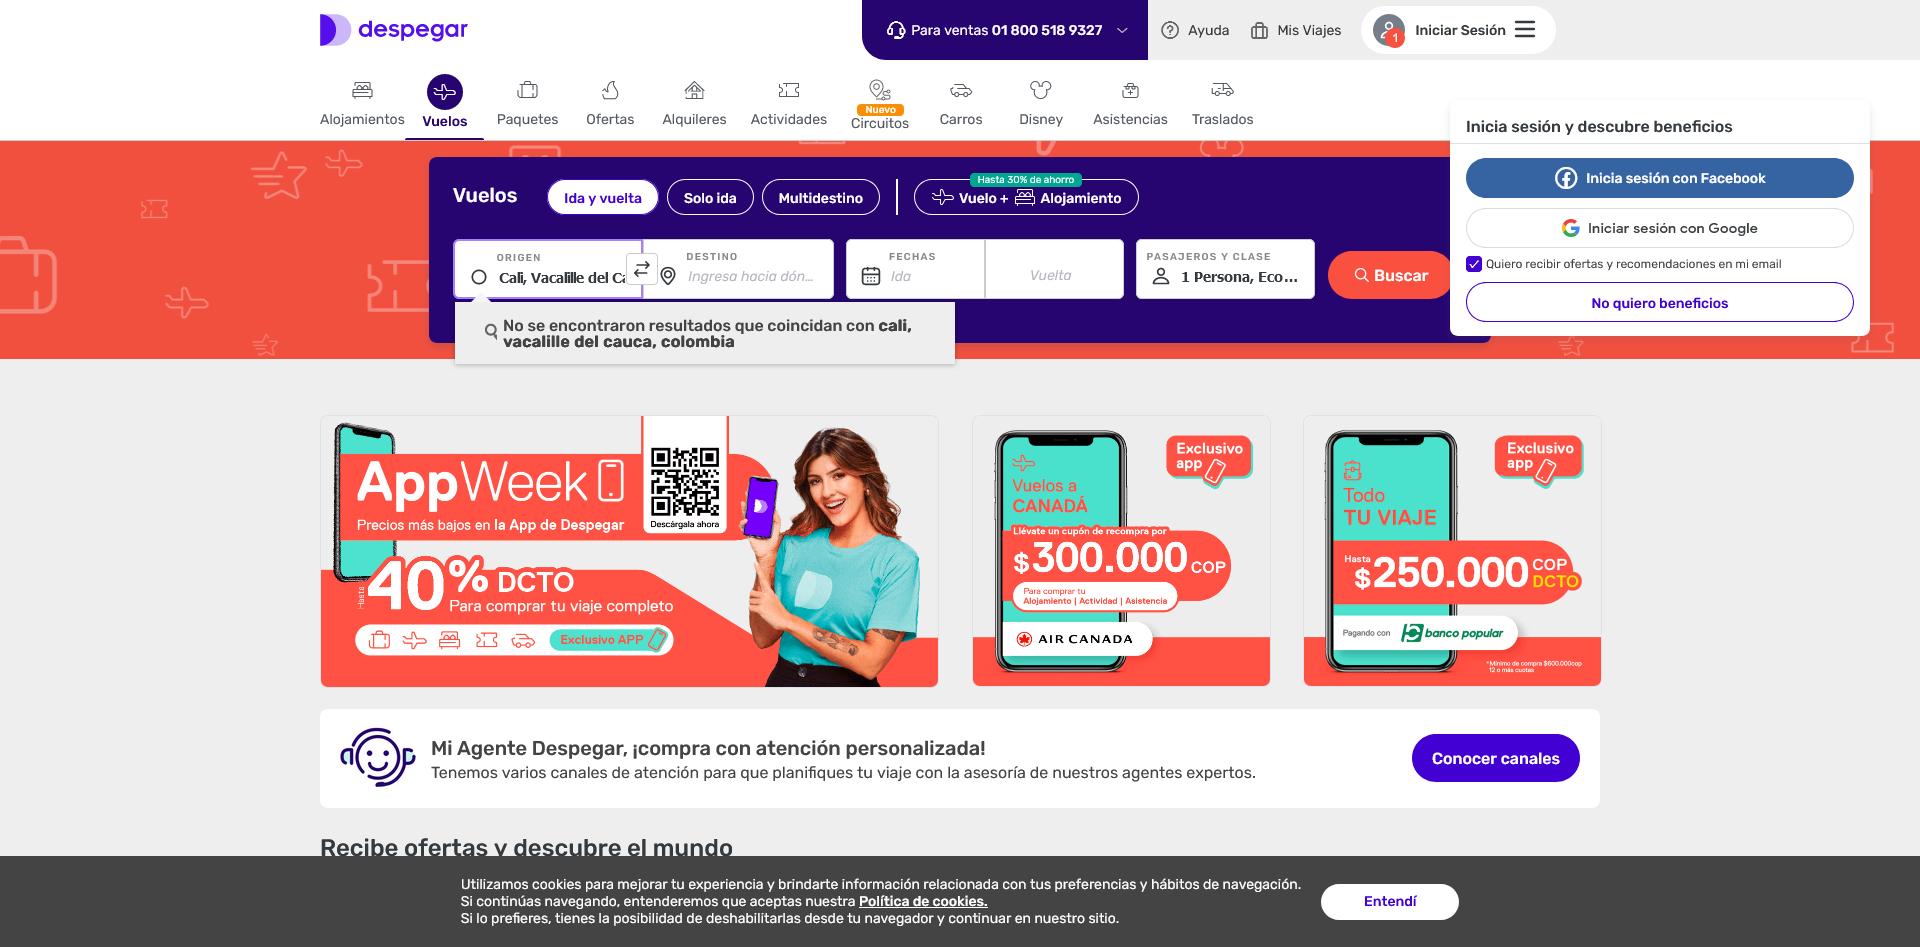 despegar
Para ventas 01 800 518 9327
Ayuda
Mis Viajes
1
Iniciar Sesión
Alojamientos
Vuelos
Paquetes
Ofertas
Alquileres
Actividades
Nuevo
Circuitos
Carros
Disney
Asistencias
Traslados
Inicia sesión y descubre beneficios
Inicia sesión con Facebook
Iniciar sesión con Google
Quiero recibir ofertas y recomendaciones en mi email
No quiero beneficios
Vuelos
Ida y vuelta
Solo ida
Multidestino
Hasta 30% de ahorro
Vuelo + Alojamiento
ORIGEN
Cali, Vacalille del Ca
DESTINO
Ingresa hacia dón...
FECHAS
Ida
Vuelta
PASAJEROS Y CLASE
1 Persona, Eco...
Buscar
No se encontraron resultados que coincidan con cali,
vacalille del cauca, colombia
AppWeek
Precios más bajos en la App de Despegar
Descárgala ahora
Hasta 40% DCTO
Para comprar tu viaje completo
Exclusivo APP
Exclusivo
app
Vuelos a
CANADÁ
Llévate un cupón de recompra por
$300.000 COP
Para comprar tu
Alojamiento | Actividad | Asistencia
AIR CANADA
Exclusivo
app
Todo
TU VIAJE
Hasta
$250.000 COP
DCTO
Pagando con banco popular
*Mínimo de compra $600.000cop
12 o más cuotas
Mi Agente Despegar, ¡compra con atención personalizada!
Tenemos varios canales de atención para que planifiques tu viaje con la asesoría de nuestros agentes expertos.
Conocer canales
Recibe ofertas y descubre el mundo
Utilizamos cookies para mejorar tu experiencia y brindarte información relacionada con tus preferencias y hábitos de navegación.
Si continúas navegando, entenderemos que aceptas nuestra Política de cookies.
Si lo prefieres, tienes la posibilidad de deshabilitarlas desde tu navegador y continuar en nuestro sitio.
Entendí